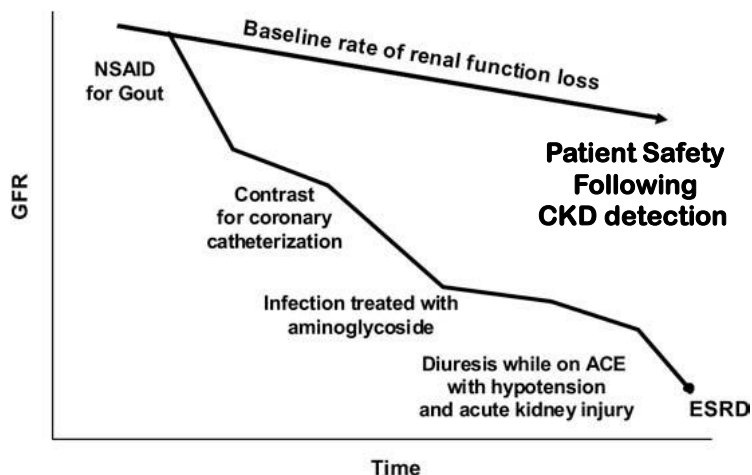 Baseline rate of renal function loss
NSAID
for Gout
Patient Safety
Following
CKD detection
GFR
Contrast
for coronary
catheterization
Infection treated with
aminoglycoside
Diuresis while on ACE
with hypotension
and acute kidney injury
ESRD
Time